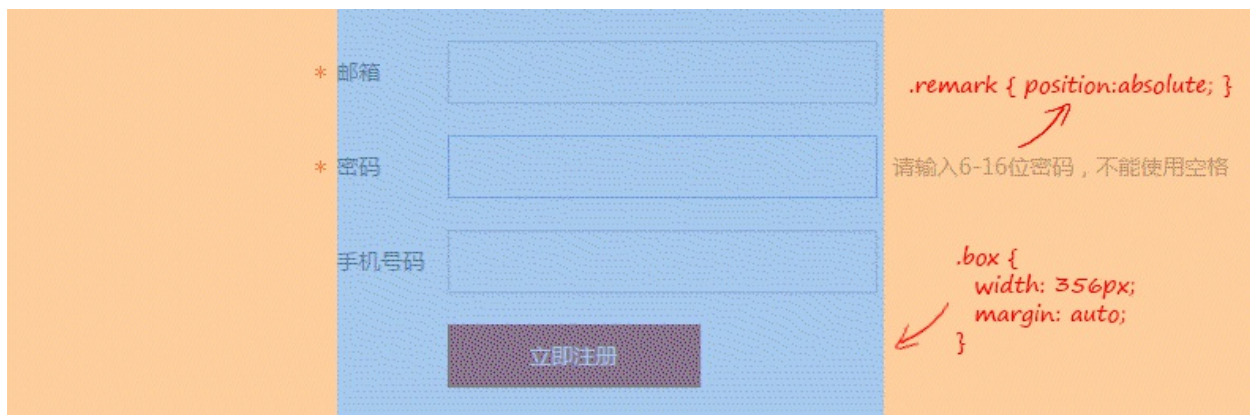 * 邮箱
.remark { position:absolute; }
* 密码
请输入6-16位密码，不能使用空格
手机号码
.box {
width: 356px;
margin: auto;
}
立即注册